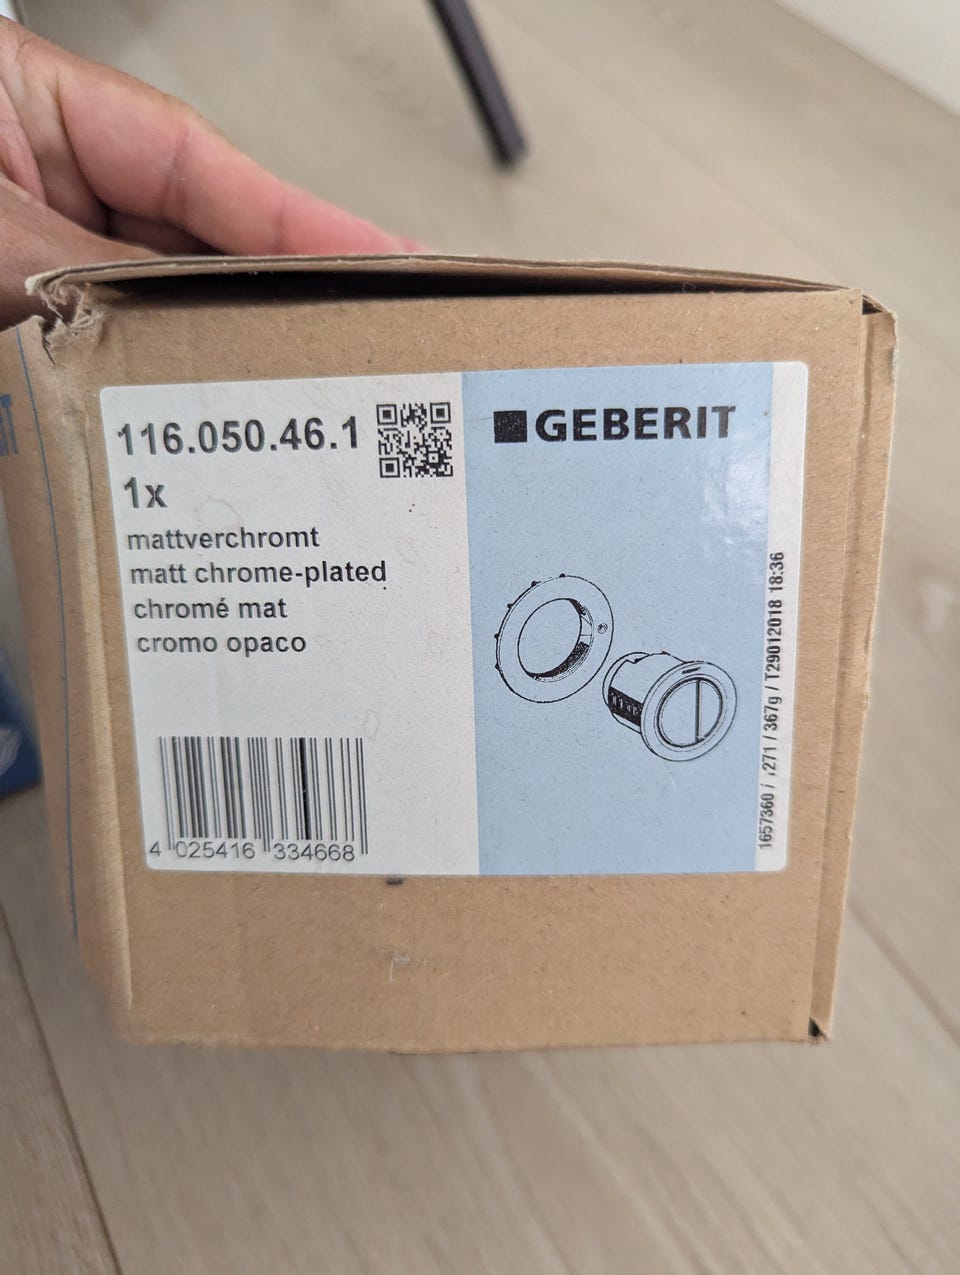 116.050.46.1
1x
mattverchromt
matt chrome-plated
chromé mat
cromo opaco
4 025416 334668
GEBERIT
1657360 / 271 / 367g / T29012018 18:36